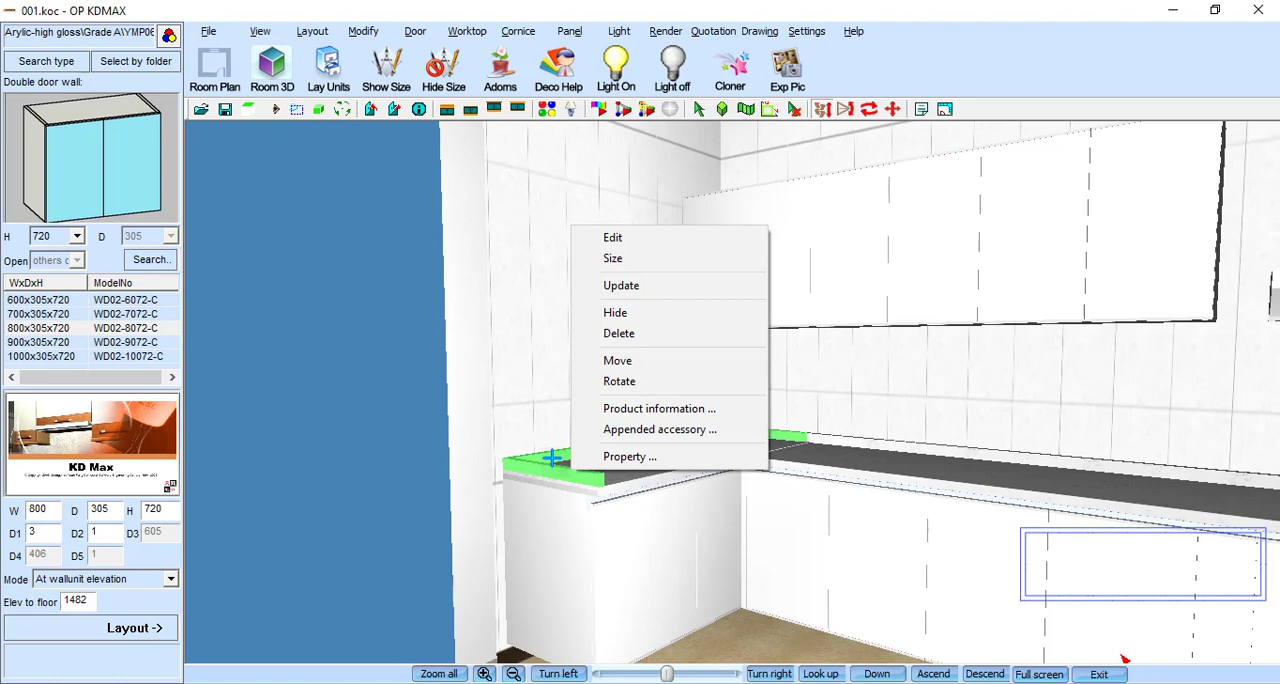 001.koc - OP KDMAX
Arylic-high gloss\Grade A\YMP06
File View Layout Modify Door Worktop Cornice Panel Light Render Quotation Drawing Settings Help
Search type Select by folder
Room Plan Room 3D Lay Units Show Size Hide Size Adoms Deco Help Light On Light off Cloner Exp Pic
Double door wall:
H 720 D 305
Open Search..
WxDxH ModelNo
600x305x720 WD02-6072-C
700x305x720 WD02-7072-C
800x305x720 WD02-8072-C
900x305x720 WD02-9072-C
1000x305x720 WD02-10072-C
KD Max
W 800 D 305 H 720
D1 3 D2 1 D3 605
D4 406 D5 1
Mode At wallunit elevation
Elev to floor 1482
Layout ->
Edit
Size
Update
Hide
Delete
Move
Rotate
Product information ...
Appended accessory ...
Property ...
Zoom all Turn left Turn right Look up Down Ascend Descend Full screen Exit